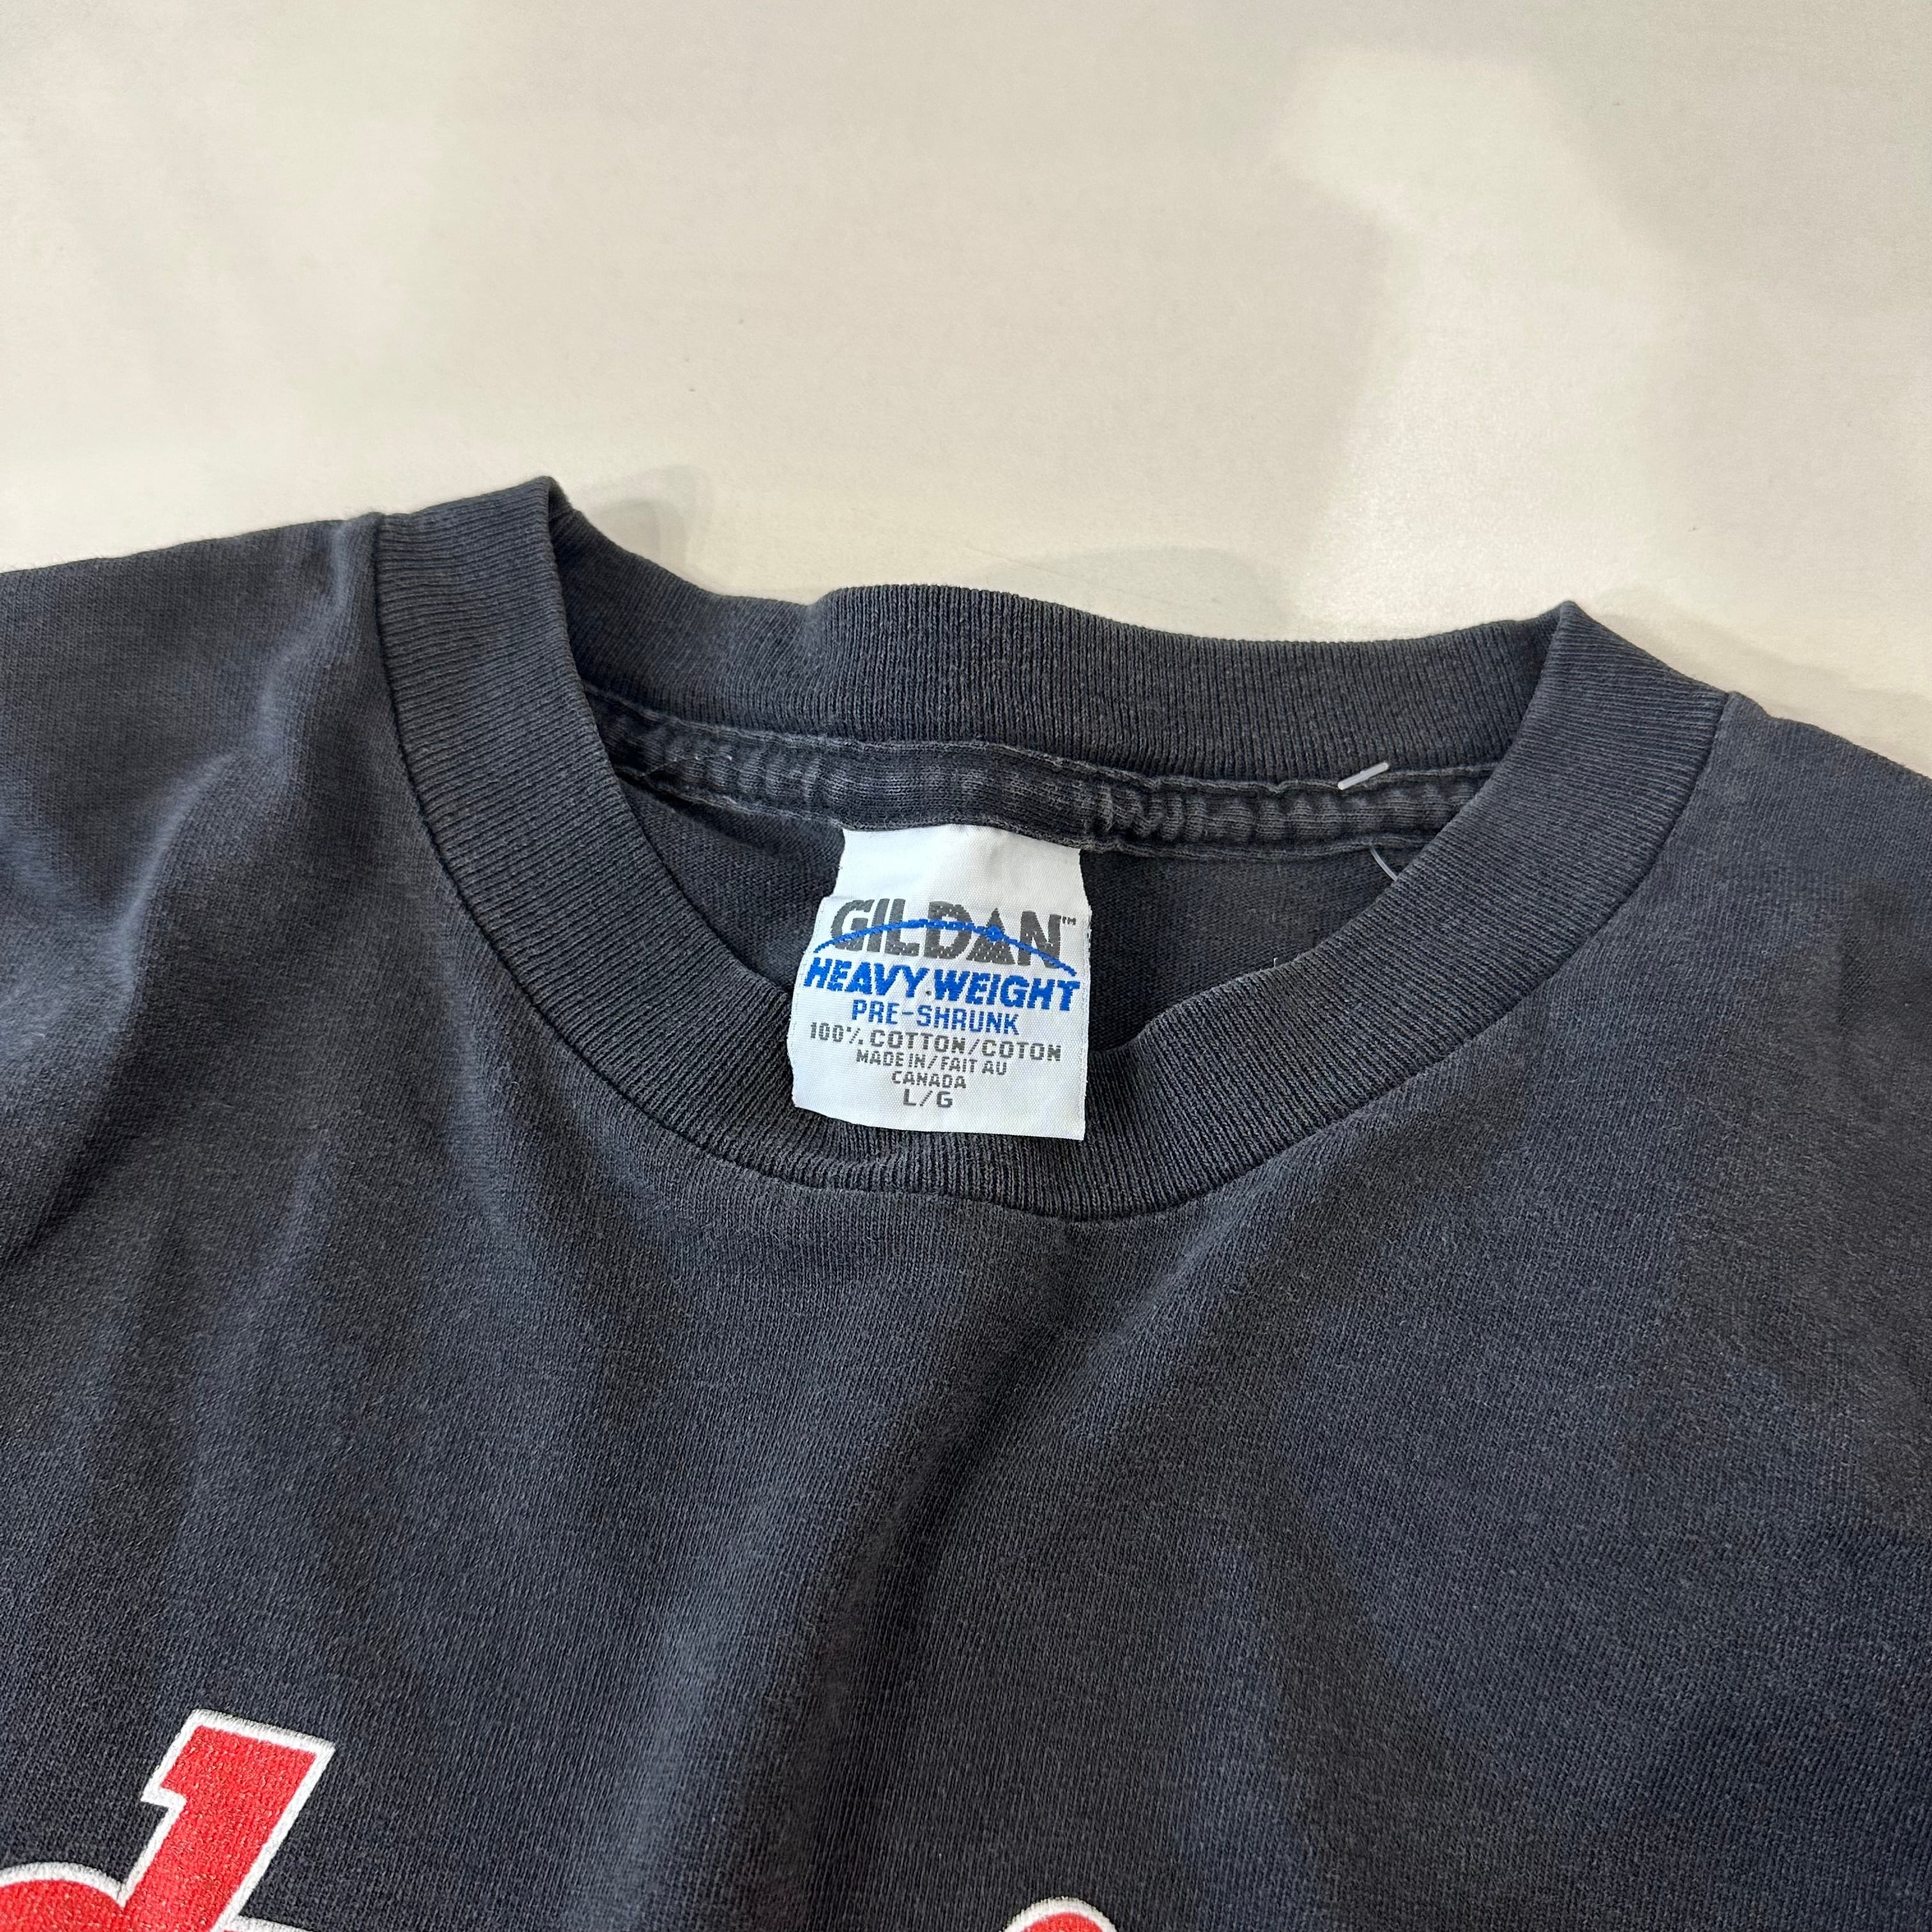 GILDAN™
HEAVY.WEIGHT
PRE-SHRUNK
100% COTTON/COTON
MADE IN/FAIT AU
CANADA
L/G